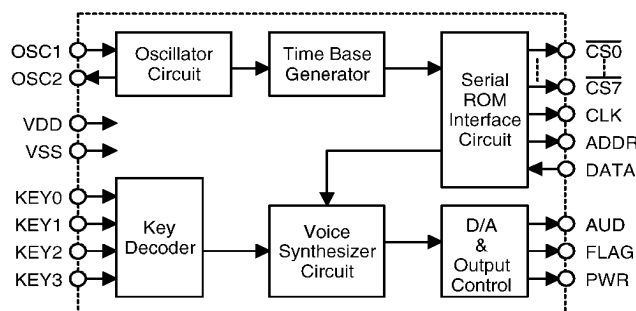 OSC1
OSC2
VDD
VSS
KEY0
KEY1
KEY2
KEY3
Oscillator
Circuit
Time Base
Generator
Serial
ROM
Interface
Circuit
Key
Decoder
Voice
Synthesizer
Circuit
D/A
&
Output
Control
CS0
CS7
CLK
ADDR
DATA
AUD
FLAG
PWR